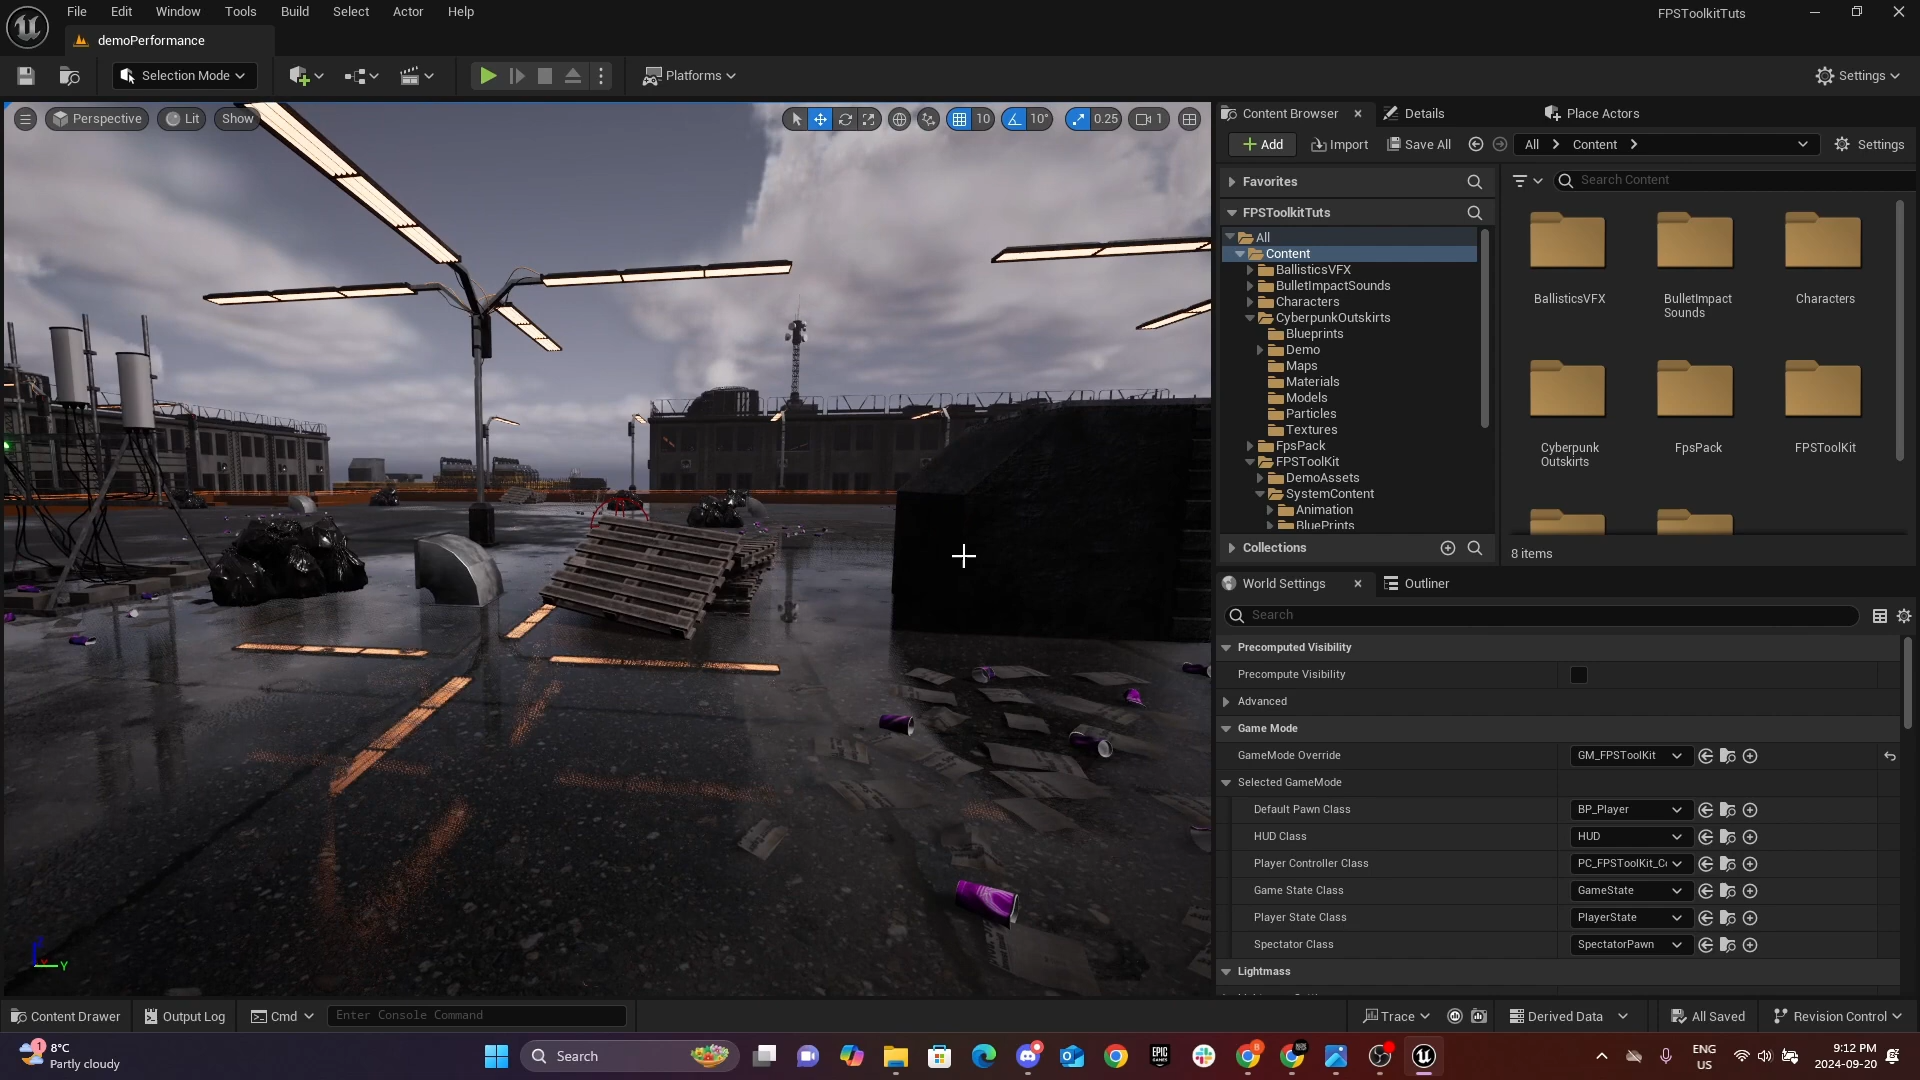 File Edit Window Tools Build Select Actor Help
FPSToolkitTuts
demoPerformance
Selection Mode
Platforms
Settings
Perspective
Lit
Show
10
10°
0.25
1
Content Browser
Details
Place Actors
Add
Import
Save All
All
Content
Settings
Favorites
Search Content
FPSToolkitTuts
All
Content
BallisticsVFX
BulletImpactSounds
Characters
CyberpunkOutskirts
Blueprints
Demo
Maps
Materials
Models
Particles
Textures
FpsPack
FPSToolKit
DemoAssets
SystemContent
Animation
BluePrints
Collections
BallisticsVFX
BulletImpact
Sounds
Characters
Cyberpunk
Outskirts
FpsPack
FPSToolKit
8 items
World Settings
Outliner
Search
Precomputed Visibility
Precompute Visibility
Advanced
Game Mode
GameMode Override
GM_FPSToolKit
Selected GameMode
Default Pawn Class
BP_Player
HUD Class
HUD
Player Controller Class
PC_FPSToolKit_C
Game State Class
GameState
Player State Class
PlayerState
Spectator Class
SpectatorPawn
Lightmass
Content Drawer
Output Log
Cmd
Enter Console Command
Trace
Derived Data
All Saved
Revision Control
1
8°C
Partly cloudy
Search
EPIC
GAMES
ENG
US
9:12 PM
2024-09-20